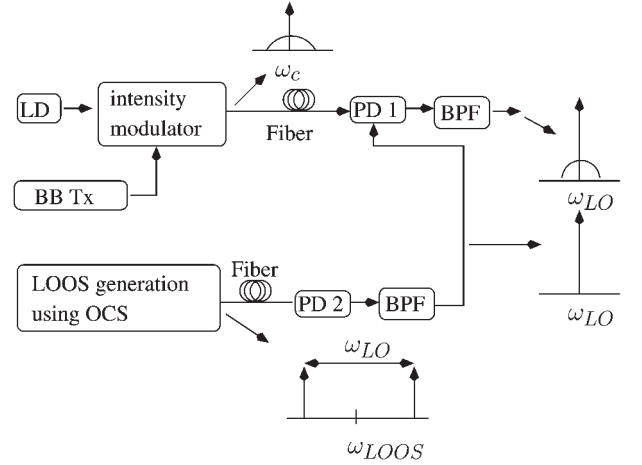 ω_c
LD
intensity
modulator
Fiber
PD 1
BPF
BB Tx
ω_LO
LOOS generation
using OCS
Fiber
PD 2
BPF
ω_LO
ω_LO
ω_LOOS